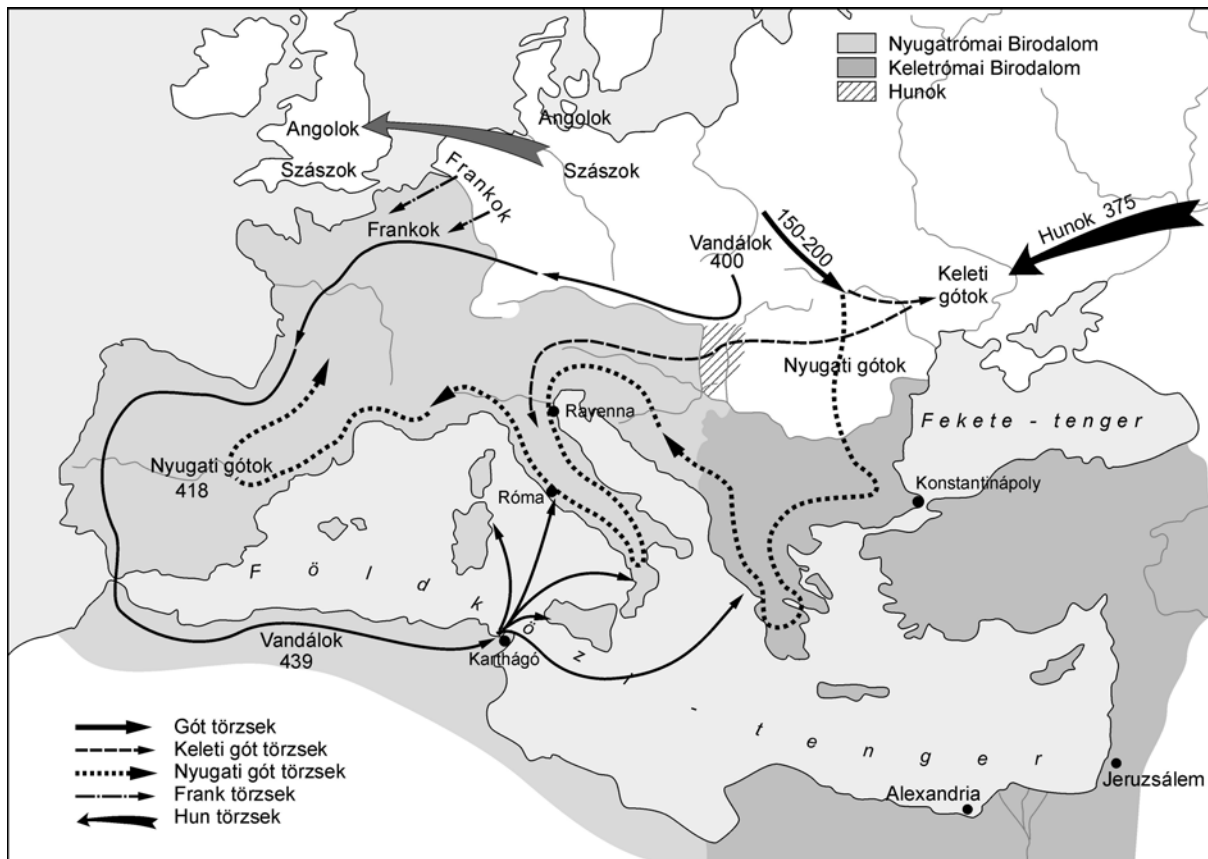 Nyugatrómai Birodalom
Keletrómai Birodalom
Hunok
Angolok
Angolok
Szászok
Szászok
Frankok
Frankok
150-200
Hunok 375
Vandálok
400
Keleti
gótok
Nyugati gótok
Ravenna
Fekete - tenger
Nyugati gótok
418
Róma
Konstantinápoly
Földközi - tenger
Vandálok
439
Karthágó
Jeruzsálem
Alexandria
Gót törzsek
Keleti gót törzsek
Nyugati gót törzsek
Frank törzsek
Hun törzsek